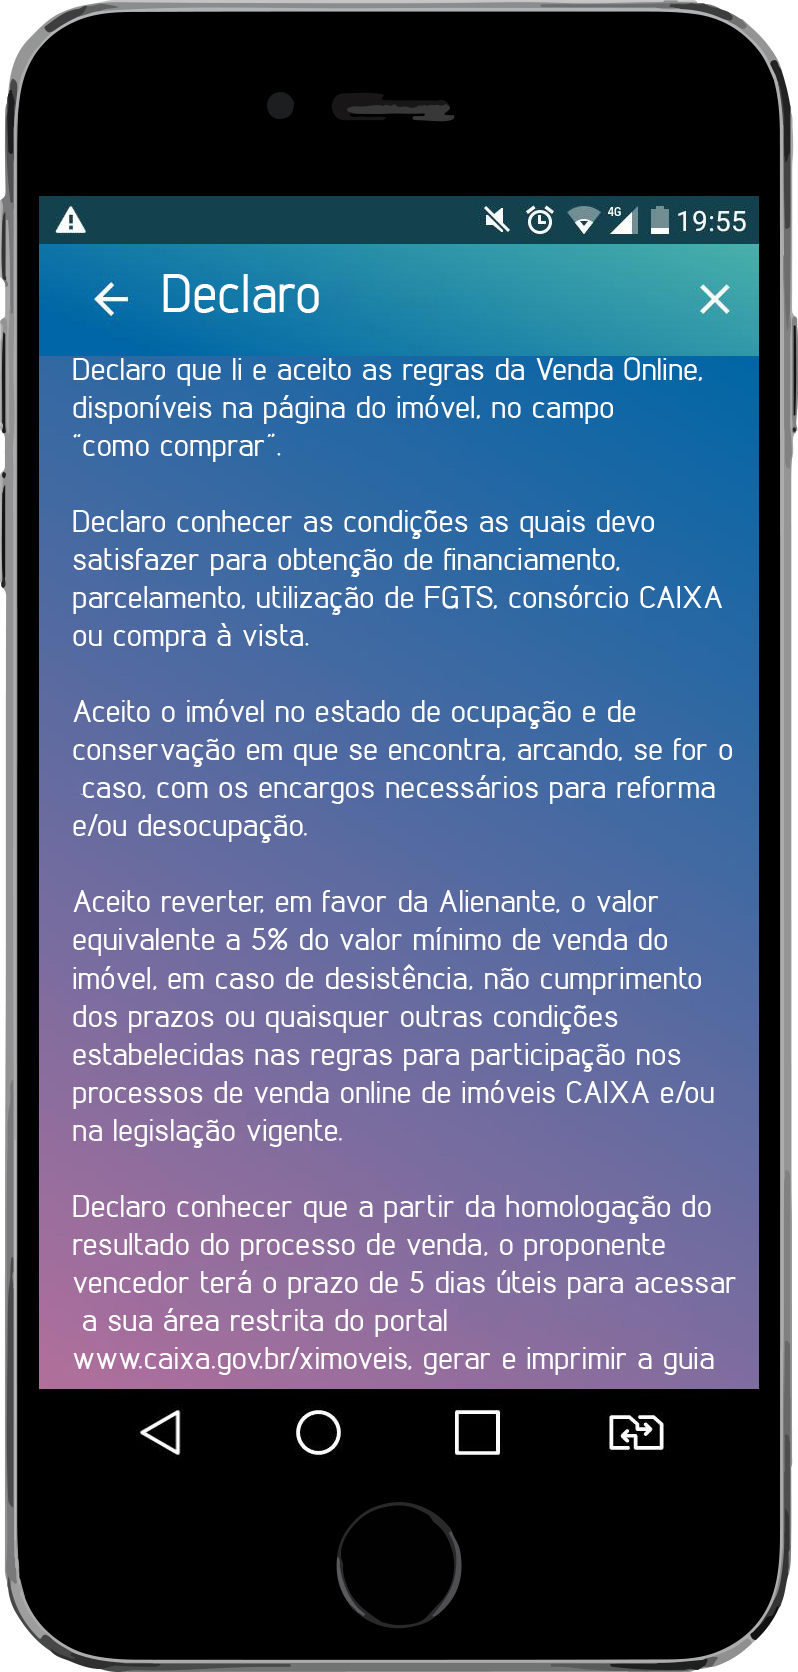 4G 19:55
Declaro
Declaro que li e aceito as regras da Venda Online,
disponíveis na página do imóvel, no campo
“como comprar”.
Declaro conhecer as condições as quais devo
satisfazer para obtenção de financiamento,
parcelamento, utilização de FGTS, consórcio CAIXA
ou compra à vista.
Aceito o imóvel no estado de ocupação e de
conservação em que se encontra, arcando, se for o
caso, com os encargos necessários para reforma
e/ou desocupação.
Aceito reverter, em favor da Alienante, o valor
equivalente a 5% do valor mínimo de venda do
imóvel, em caso de desistência, não cumprimento
dos prazos ou quaisquer outras condições
estabelecidas nas regras para participação nos
processos de venda online de imóveis CAIXA e/ou
na legislação vigente.
Declaro conhecer que a partir da homologação do
resultado do processo de venda, o proponente
vencedor terá o prazo de 5 dias úteis para acessar
a sua área restrita do portal
www.caixa.gov.br/ximoveis, gerar e imprimir a guia